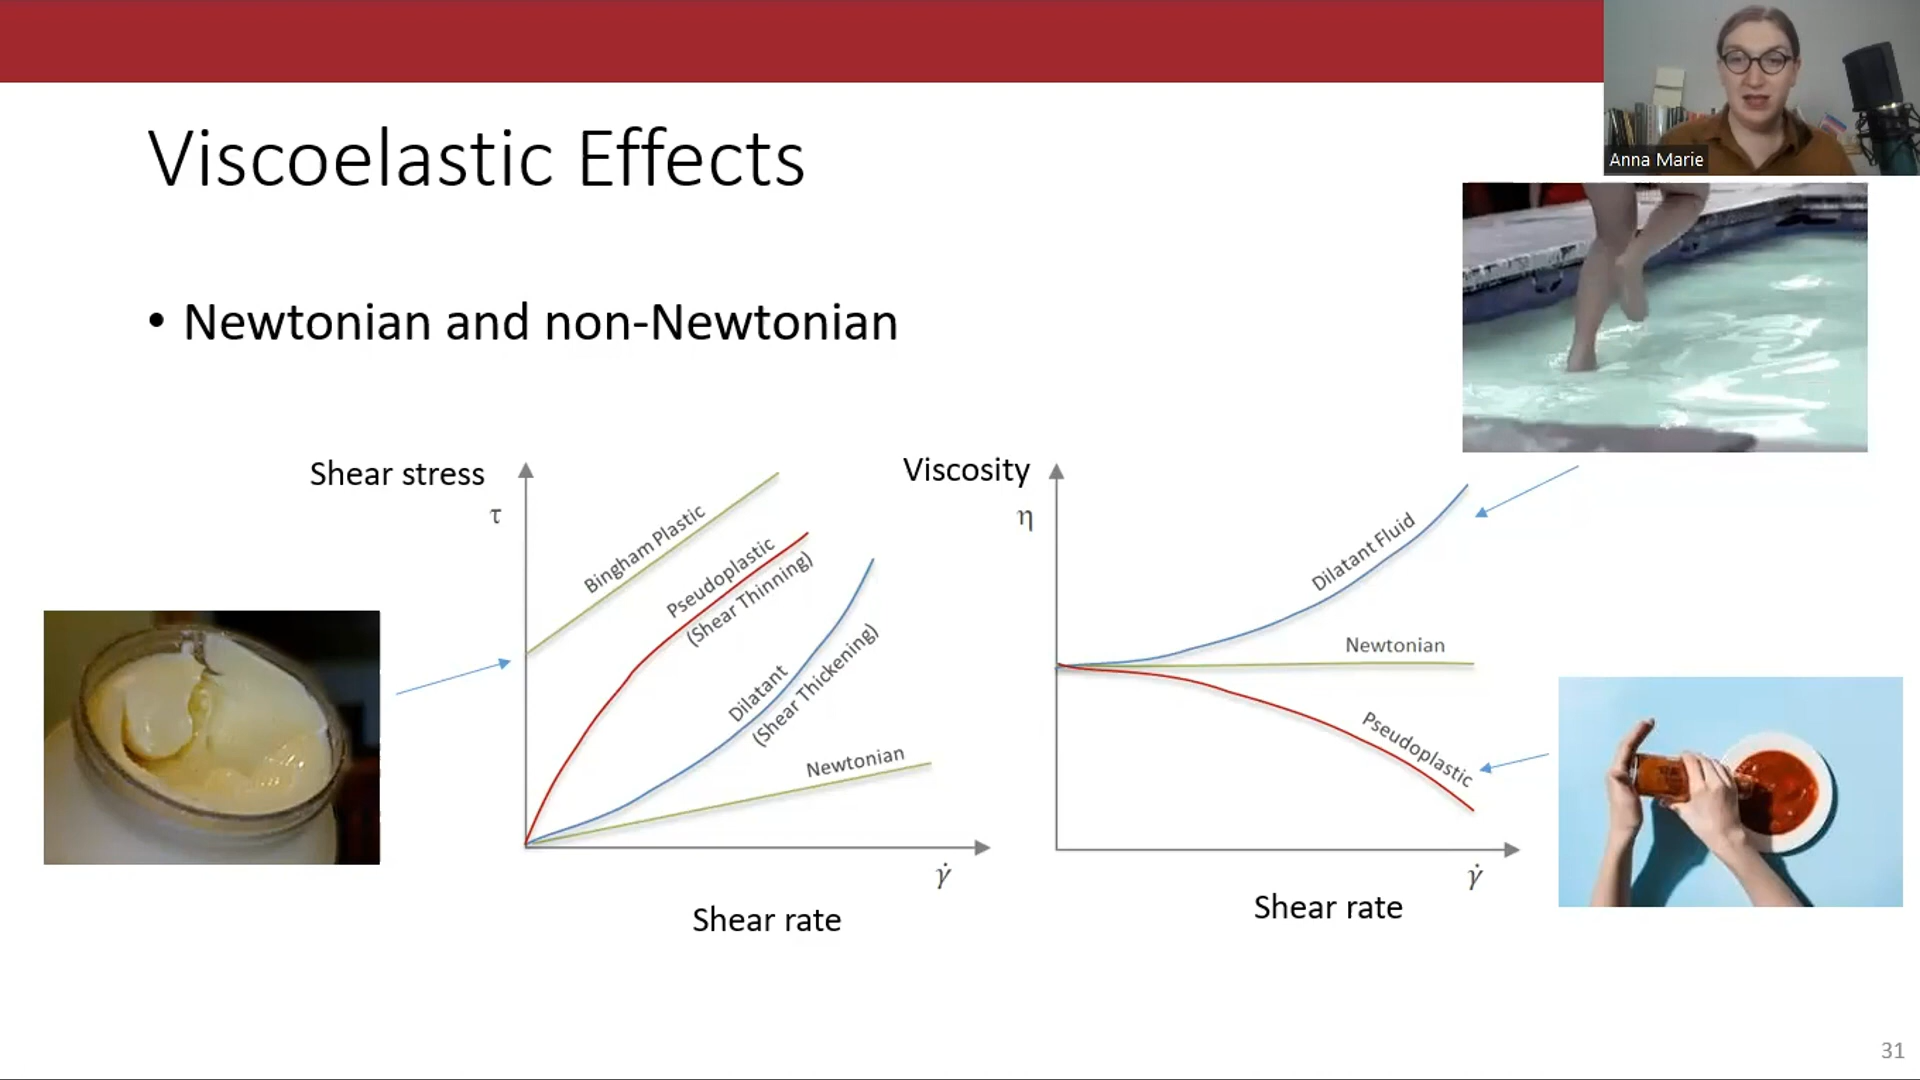 Anna Marie
Viscoelastic Effects
• Newtonian and non-Newtonian
Shear stress
τ
Bingham Plastic
Pseudoplastic
(Shear Thinning)
Dilatant
(Shear Thickening)
Newtonian
γ̇
Shear rate
Viscosity
η
Dilatant Fluid
Newtonian
Pseudoplastic
γ̇
Shear rate
31